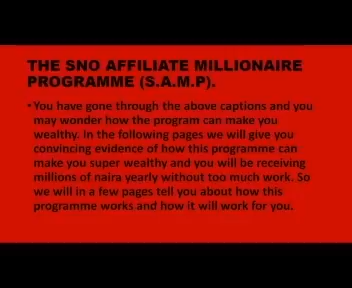 THE SNO AFFILIATE MILLIONAIRE
PROGRAMME (S.A.M.P).
• You have gone through the above captions and you
may wonder how the program can make you
wealthy. In the following pages we will give you
convincing evidence of how this programme can
make you super wealthy and you will be receiving
millions of naira yearly without too much work. So
we will in a few pages tell you about how this
programme works and how it will work for you.